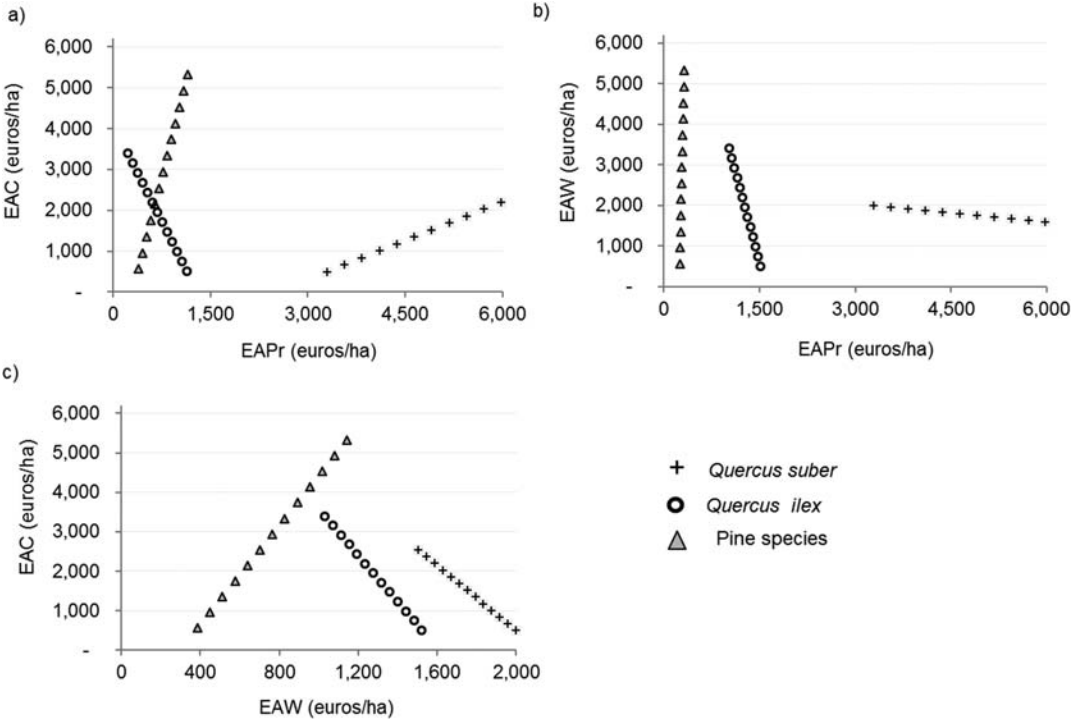 a)
6,000
5,000
4,000
3,000
2,000
1,000
-
EAC (euros/ha)
0 1,500 3,000 4,500 6,000
EAPr (euros/ha)
b)
6,000
5,000
4,000
3,000
2,000
1,000
-
EAW (euros/ha)
0 1,500 3,000 4,500 6,000
EAPr (euros/ha)
c)
6,000
5,000
4,000
3,000
2,000
1,000
-
EAC (euros/ha)
0 400 800 1,200 1,600 2,000
EAW (euros/ha)
Quercus suber
Quercus ilex
Pine species